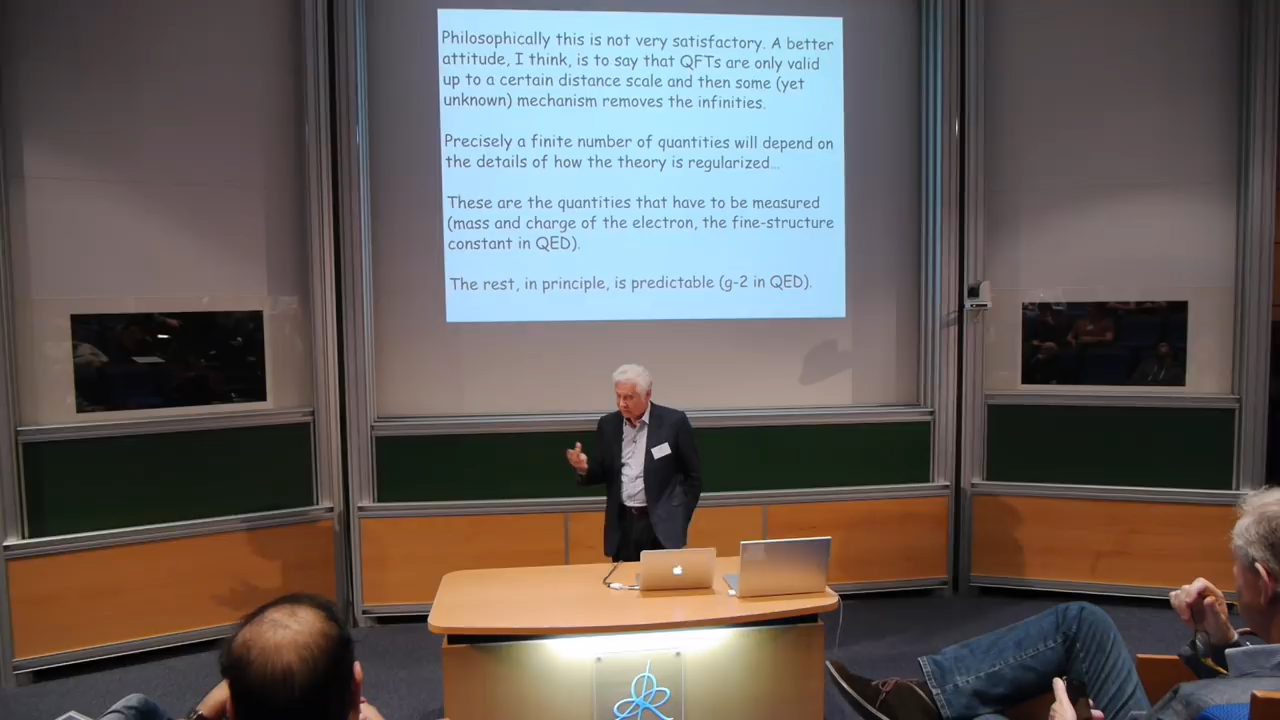 Philosophically this is not very satisfactory. A better
attitude, I think, is to say that QFTs are only valid
up to a certain distance scale and then some (yet
unknown) mechanism removes the infinities.
Precisely a finite number of quantities will depend on
the details of how the theory is regularized...
These are the quantities that have to be measured
(mass and charge of the electron, the fine-structure
constant in QED).
The rest, in principle, is predictable (g-2 in QED).